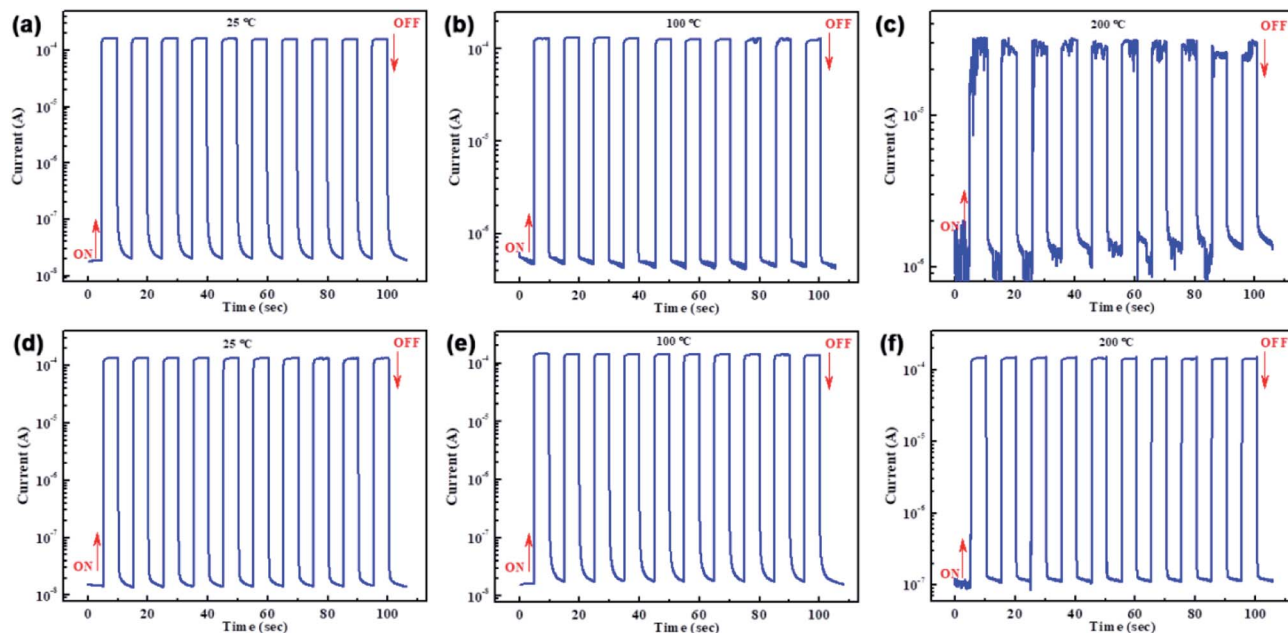 (a)
25 ℃
OFF
10⁻⁴
10⁻⁵
10⁻⁶
10⁻⁷
10⁻⁸
Current (A)
ON
0 20 40 60 80 100
Time (sec)
(b)
100 ℃
OFF
10⁻⁴
10⁻⁵
10⁻⁶
Current (A)
ON
0 20 40 60 80 100
Time (sec)
(c)
200 ℃
OFF
10⁻⁵
10⁻⁶
Current (A)
ON
0 20 40 60 80 100
Time (sec)
(d)
25 ℃
OFF
10⁻⁴
10⁻⁵
10⁻⁶
10⁻⁷
10⁻⁸
Current (A)
ON
0 20 40 60 80 100
Time (sec)
(e)
100 ℃
OFF
10⁻⁴
10⁻⁵
10⁻⁶
10⁻⁷
10⁻⁸
Current (A)
ON
0 20 40 60 80 100
Time (sec)
(f)
200 ℃
OFF
10⁻⁴
10⁻⁵
10⁻⁶
10⁻⁷
Current (A)
ON
0 20 40 60 80 100
Time (sec)